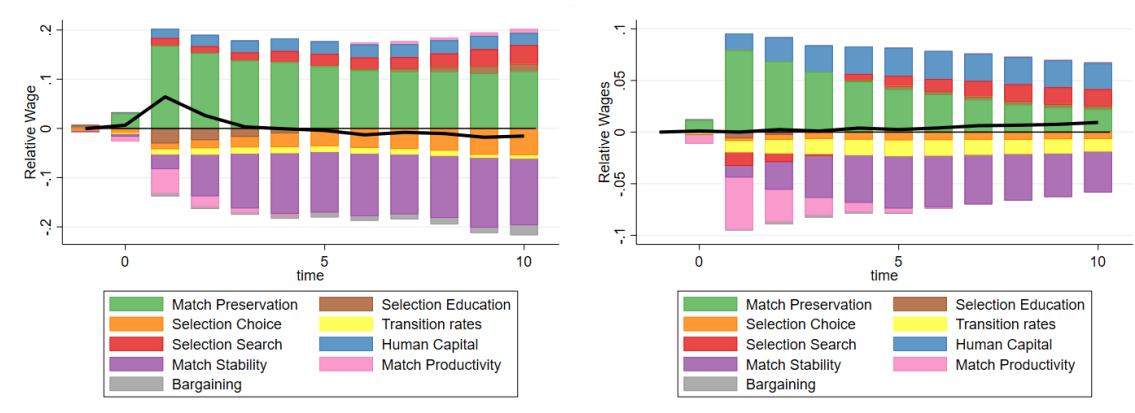 Relative Wage
.2
.1
0
-.1
-.2
0
5
10
time
Match Preservation
Selection Education
Selection Choice
Transition rates
Selection Search
Human Capital
Match Stability
Match Productivity
Bargaining
Relative Wages
.1
.05
0
-.05
-.1
0
5
10
time
Match Preservation
Selection Education
Selection Choice
Transition rates
Selection Search
Human Capital
Match Stability
Match Productivity
Bargaining